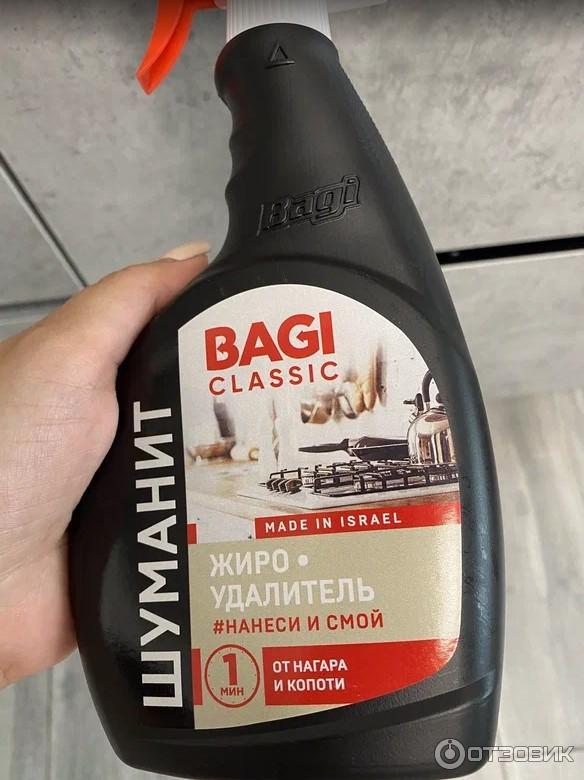 Bagi
BAGI
CLASSIC
ШУМАНИТ
MADE IN ISRAEL
ЖИРО •
УДАЛИТЕЛЬ
#НАНЕСИ И СМОЙ
1
МИН
ОТ НАГАРА
И КОПОТИ
ОТЗОВИК